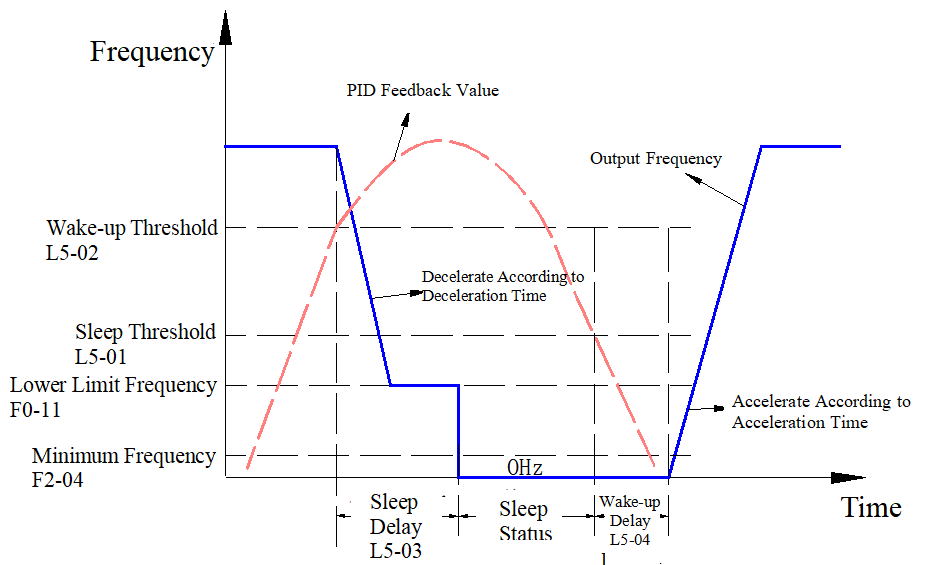 Frequency
PID Feedback Value
Output Frequency
Wake-up Threshold
L5-02
Decelerate According to
Deceleration Time
Sleep Threshold
L5-01
Lower Limit Frequency
F0-11
Accelerate According to
Acceleration Time
Minimum Frequency
F2-04
0Hz
Time
Sleep
Delay
L5-03
Sleep
Status
Wake-up
Delay
L5-04